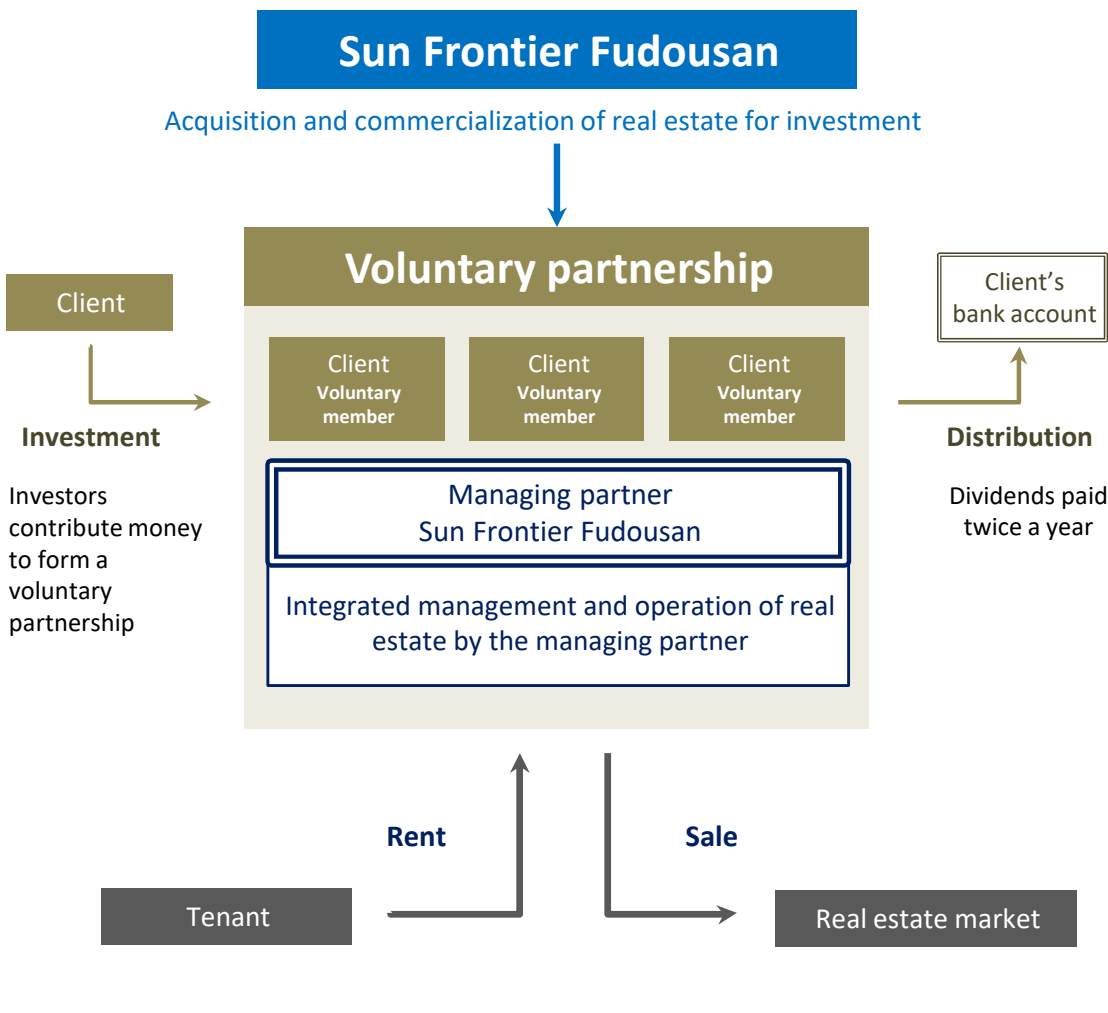 Sun Frontier Fudousan
Acquisition and commercialization of real estate for investment
Voluntary partnership
Client
Client's
bank account
Client
Voluntary
member
Client
Voluntary
member
Client
Voluntary
member
Investment
Distribution
Investors
contribute money
to form a
voluntary
partnership
Managing partner
Sun Frontier Fudousan
Dividends paid
twice a year
Integrated management and operation of real
estate by the managing partner
Rent
Sale
Tenant
Real estate market